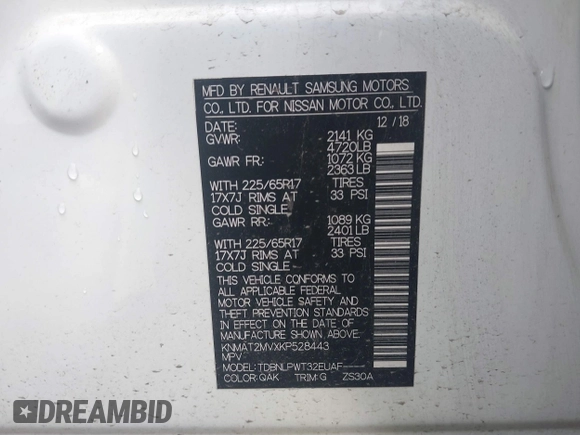 MFD BY RENAULT SAMSUNG MOTORS
CO., LTD. FOR NISSAN MOTOR CO., LTD.
DATE: 12 / 18
GVWR: 2141 KG
4720LB
GAWR FR: 1072 KG
2363 LB
WITH 225/65R17 TIRES
17X7J RIMS AT 33 PSI
COLD SINGLE
GAWR RR: 1089 KG
2401 LB
WITH 225/65R17 TIRES
17X7J RIMS AT 33 PSI
COLD SINGLE
THIS VEHICLE CONFORMS TO
ALL APPLICABLE FEDERAL
MOTOR VEHICLE SAFETY AND
THEFT PREVENTION STANDARDS
IN EFFECT ON THE DATE OF
MANUFACTURE SHOWN ABOVE.
KNMAT2MVXKP528443
MPV
MODEL: TDBNLPWT32EUAF-----
COLOR: QAK TRIM: G ZS30A
DREAMBID